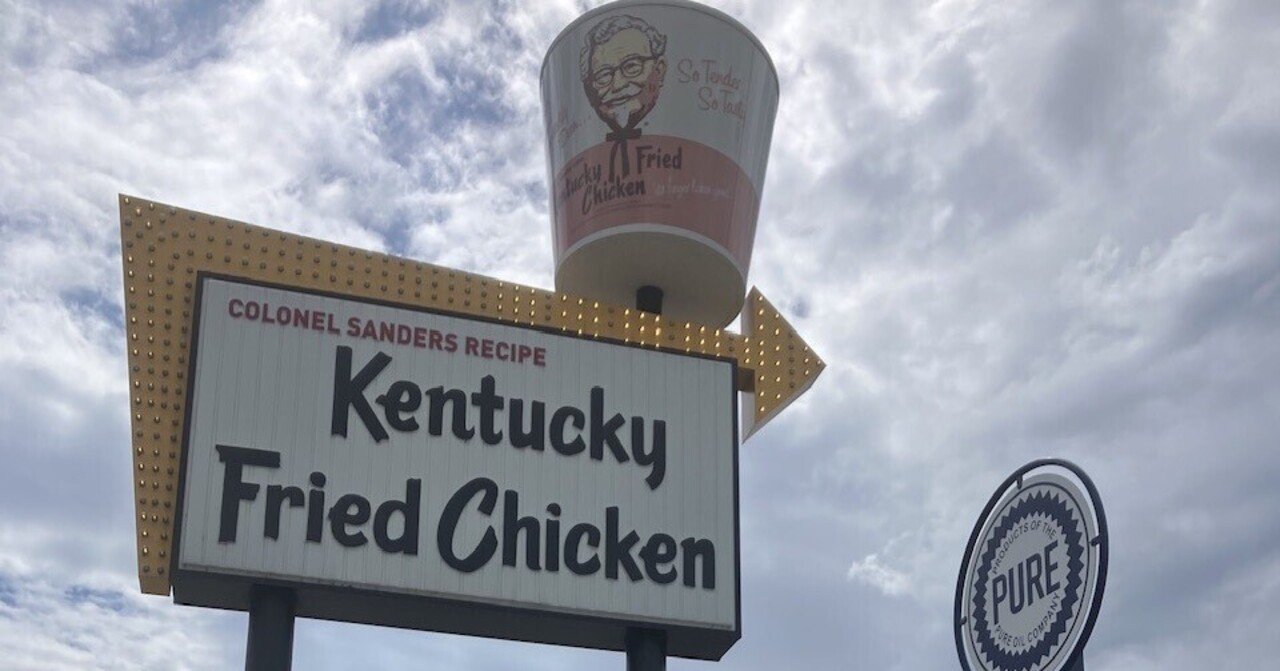 So Tender
So Tasty
Kentucky Fried
Chicken
COLONEL SANDERS RECIPE
Kentucky
Fried Chicken
PRODUCTS OF THE
PURE
PURE OIL COMPANY